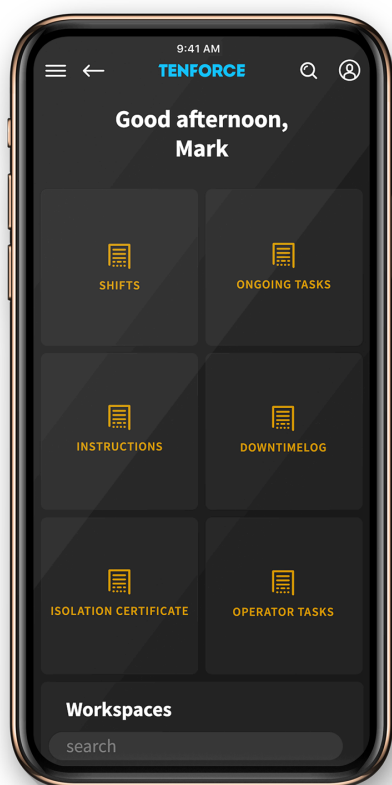 9:41 AM
TENFORCE
Good afternoon,
Mark
SHIFTS
ONGOING TASKS
INSTRUCTIONS
DOWNTIMELOG
ISOLATION CERTIFICATE
OPERATOR TASKS
Workspaces
search